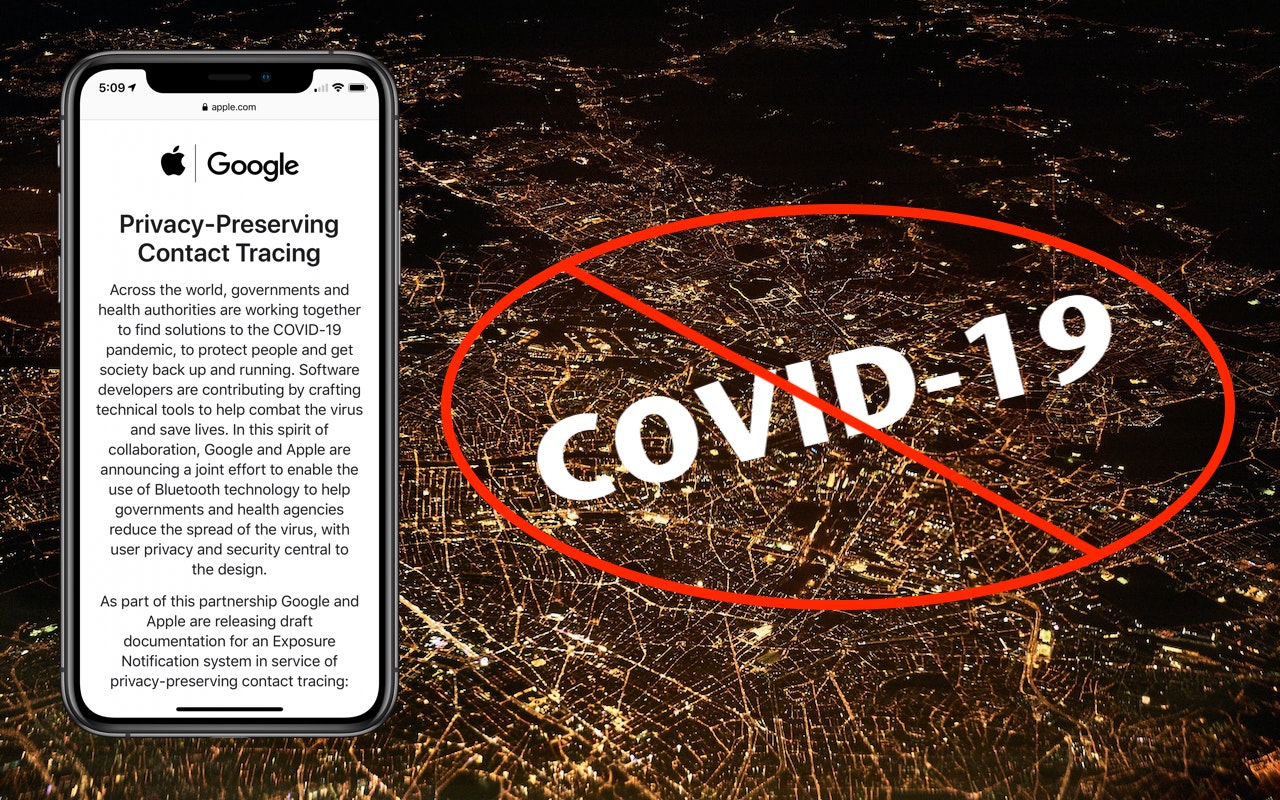 5:09
apple.com
Google
Privacy-Preserving
Contact Tracing
Across the world, governments and
health authorities are working together
to find solutions to the COVID-19
pandemic, to protect people and get
society back up and running. Software
developers are contributing by crafting
technical tools to help combat the virus
and save lives. In this spirit of
collaboration, Google and Apple are
announcing a joint effort to enable the
use of Bluetooth technology to help
governments and health agencies
reduce the spread of the virus, with
user privacy and security central to
the design.
As part of this partnership Google and
Apple are releasing draft
documentation for an Exposure
Notification system in service of
privacy-preserving contact tracing:
COVID-19